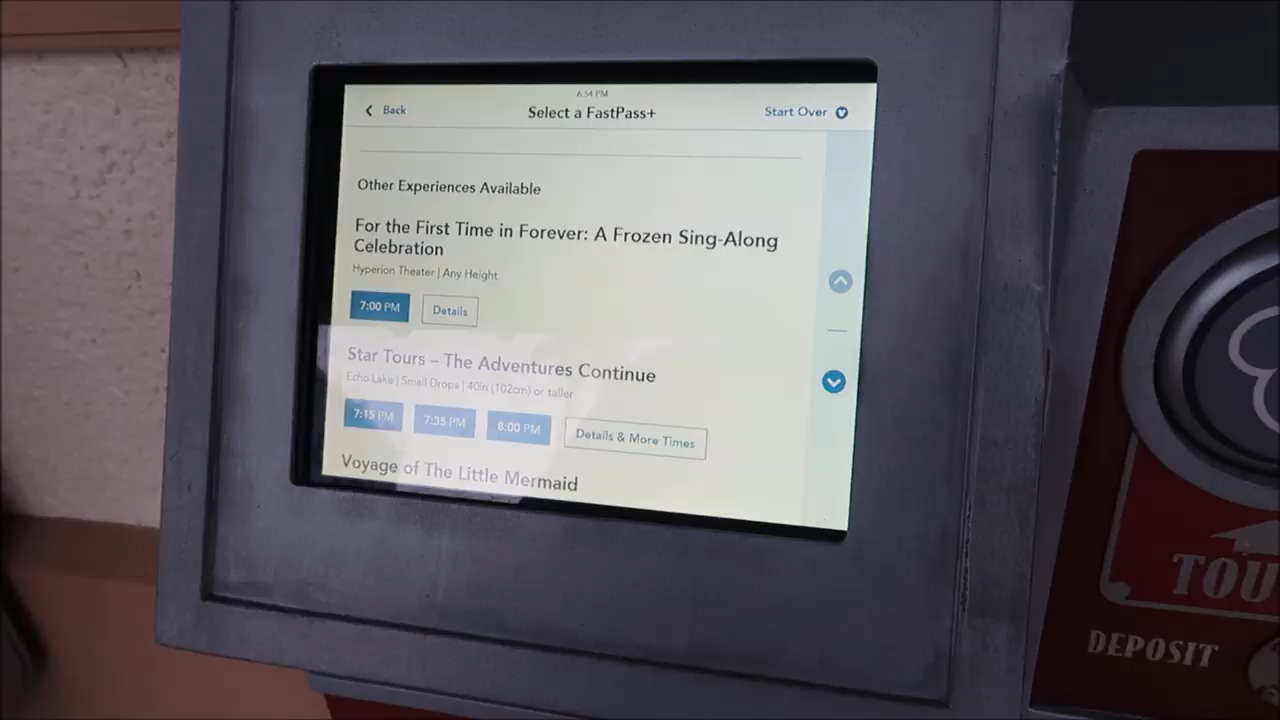 6:54 PM
Back
Select a FastPass+
Start Over
Other Experiences Available
For the First Time in Forever: A Frozen Sing-Along
Celebration
Hyperion Theater | Any Height
7:00 PM
Details
Star Tours – The Adventures Continue
Echo Lake | Small Drops | 40in (102cm) or taller
7:15 PM
7:35 PM
8:00 PM
Details & More Times
Voyage of The Little Mermaid
TOU
DEPOSIT